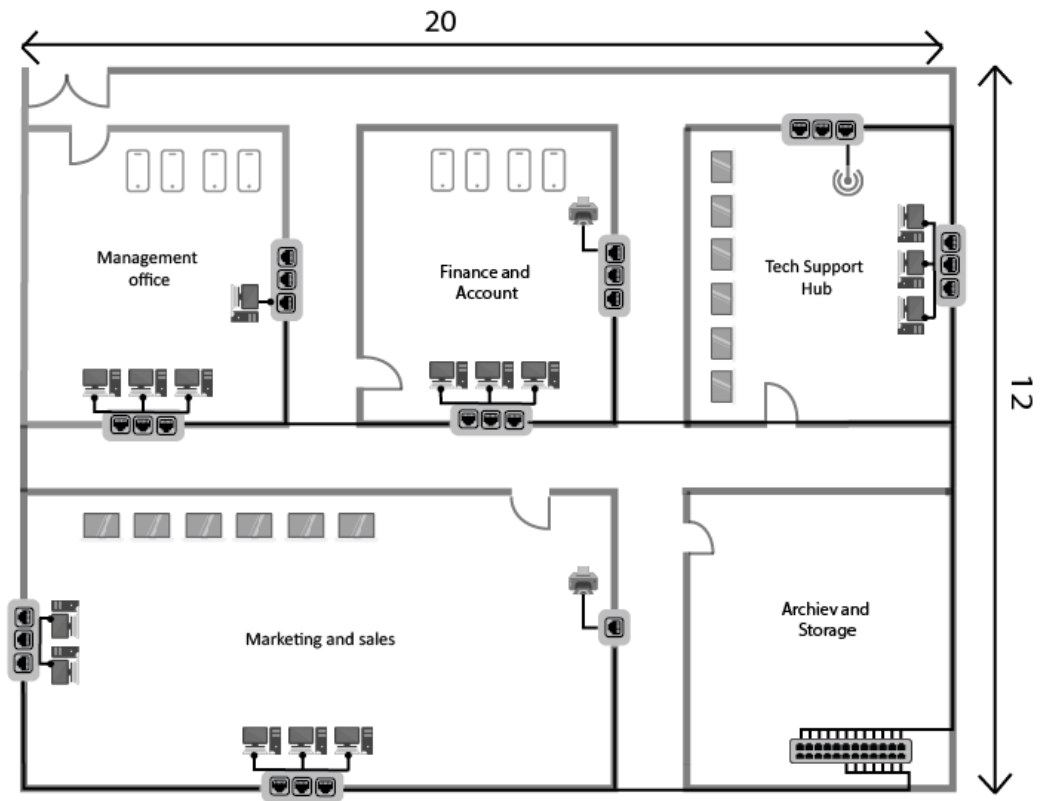 20
Management
office
Finance and
Account
Tech Support
Hub
12
Marketing and sales
Archiev and
Storage